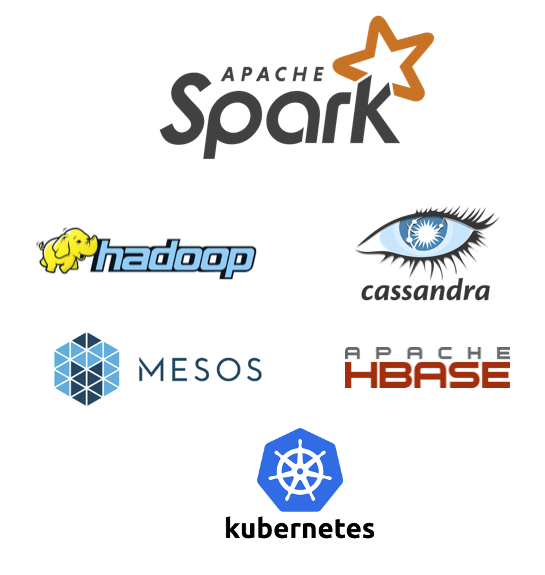 APACHE
Spark
hadoop
cassandra
MESOS
APACHE
HBASE
kubernetes